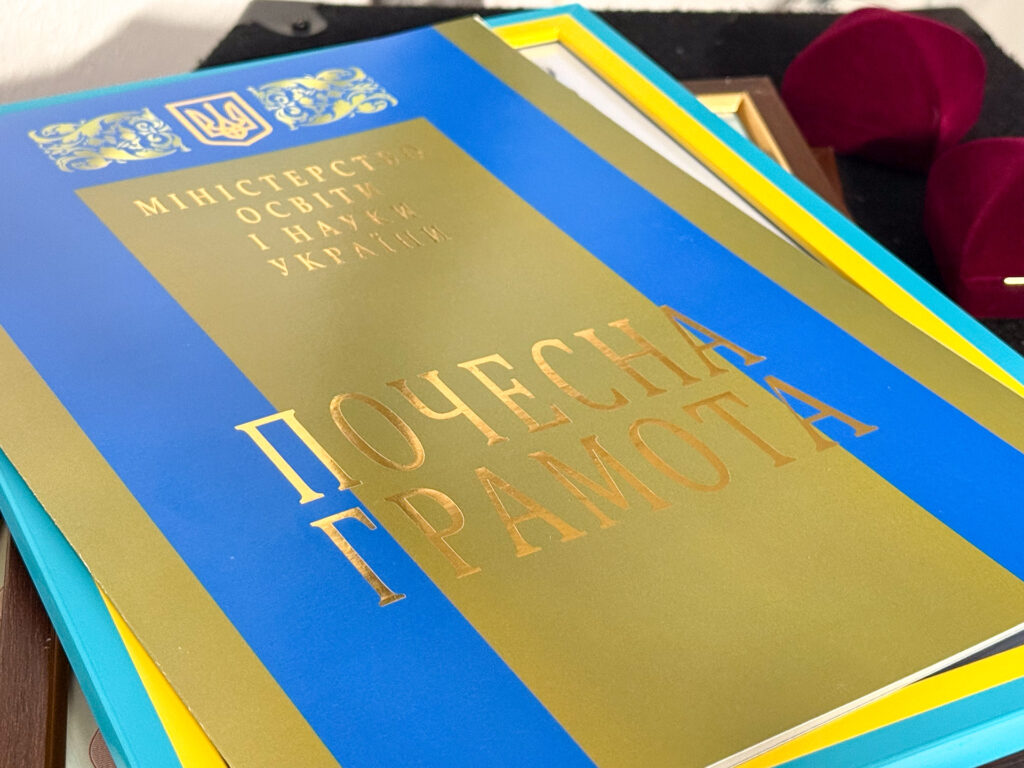 МІНІСТЕРСТВО
ОСВІТИ
І НАУКИ
УКРАЇНИ
ПОЧЕСНА
ГРАМОТА